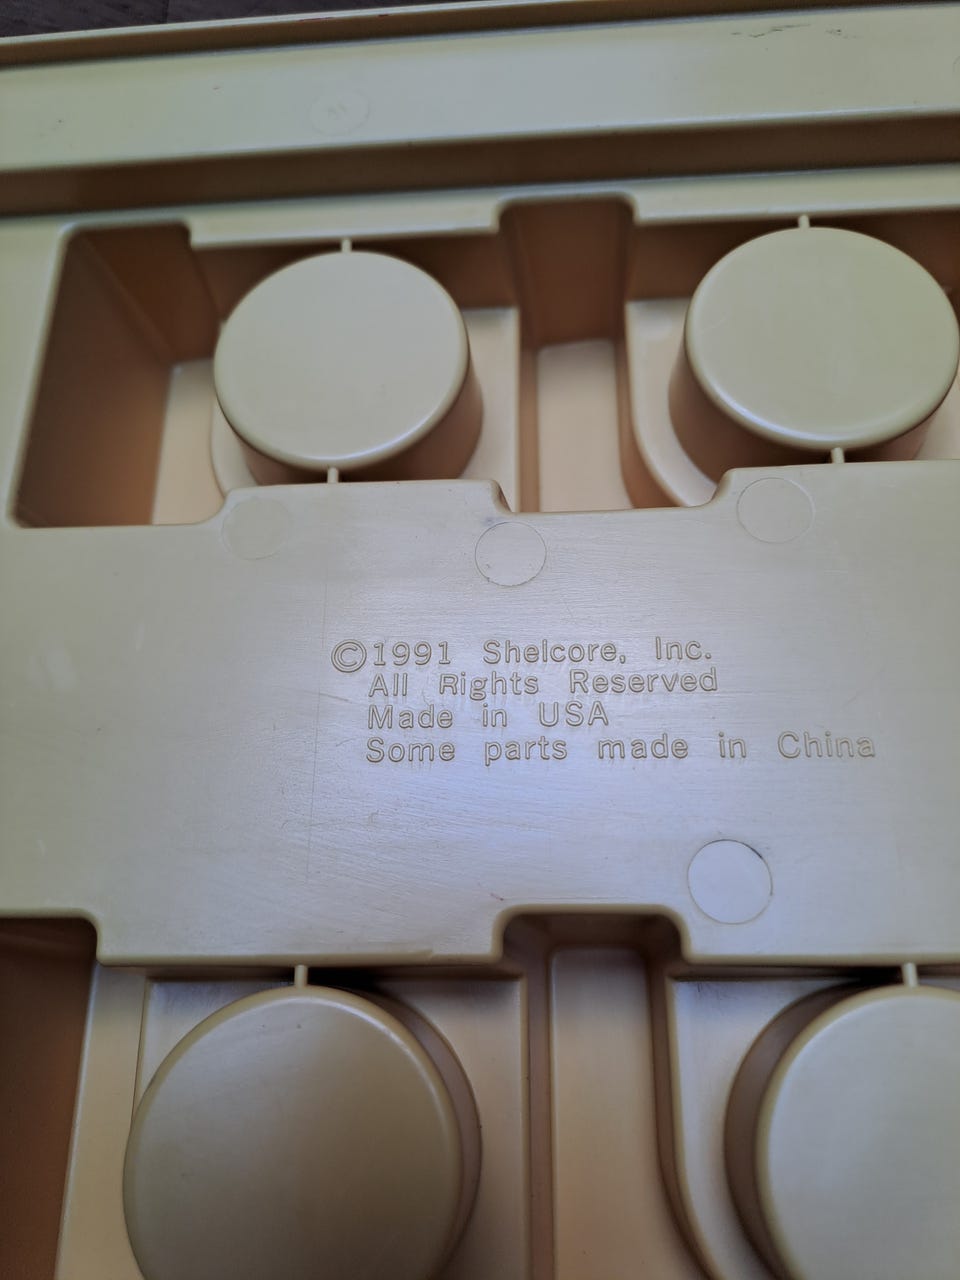 ©1991 Shelcore, Inc.
All Rights Reserved
Made in USA
Some parts made in China